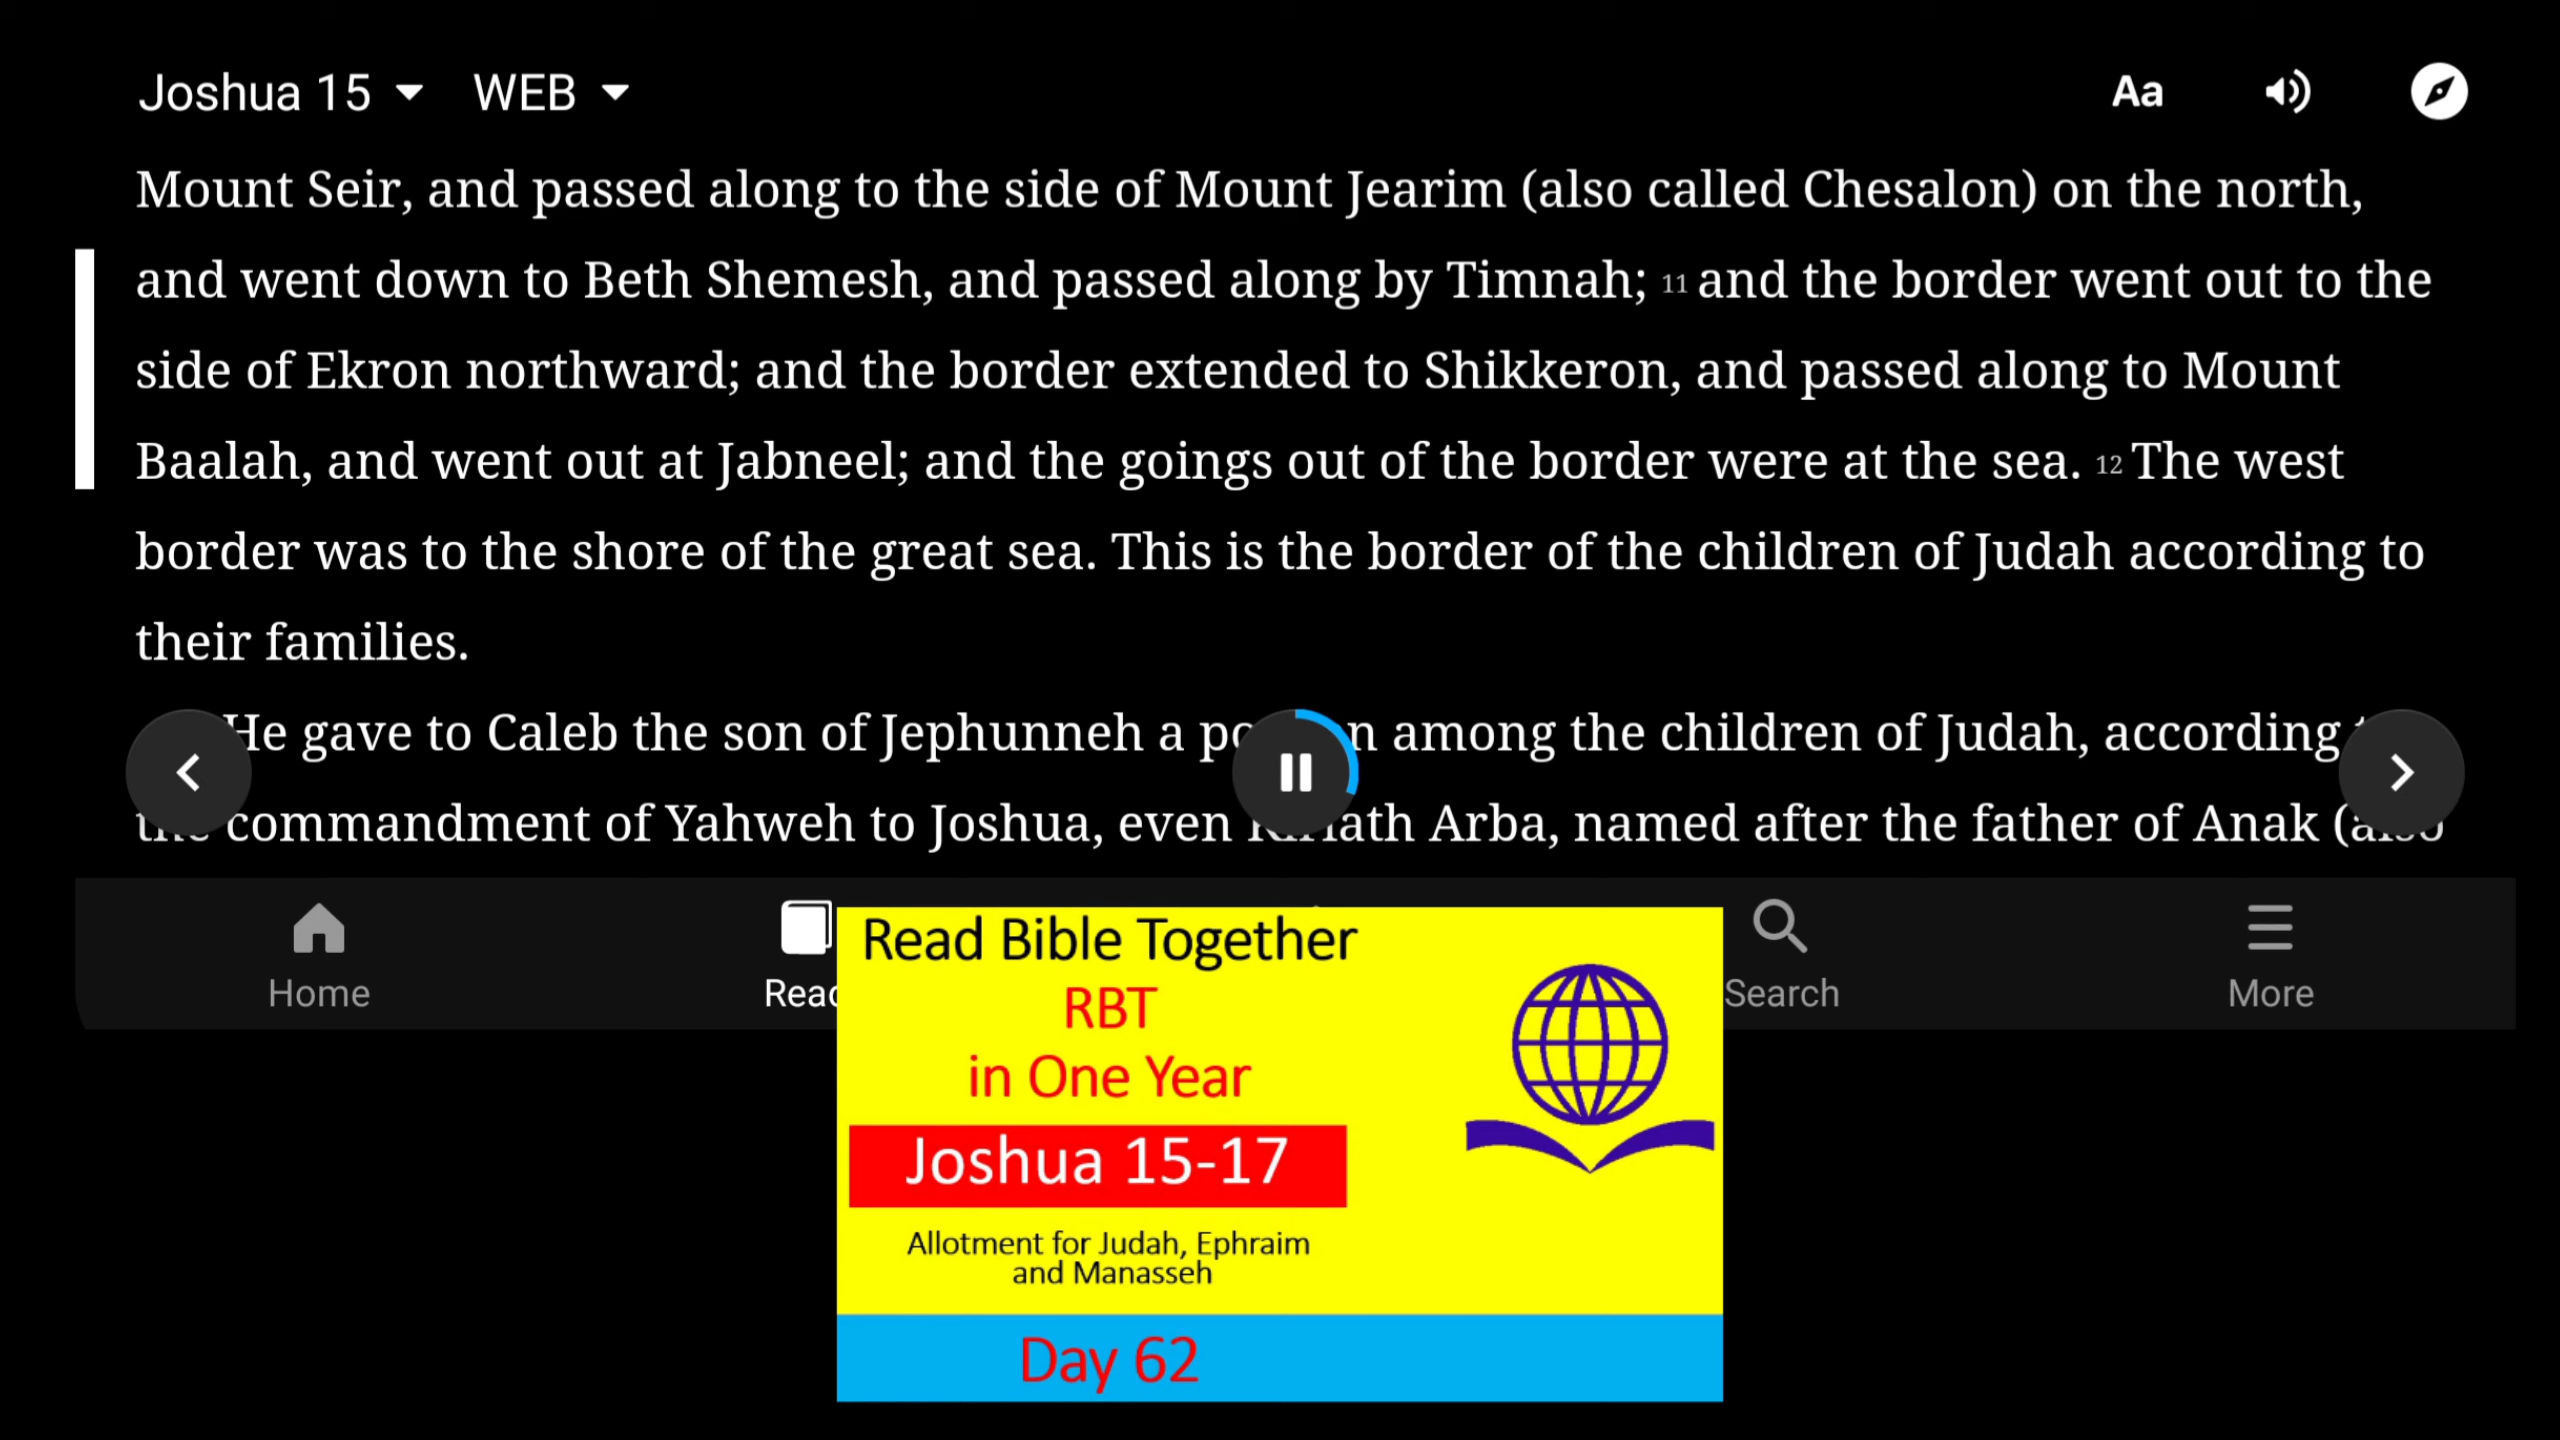 Joshua 15 WEB Aa
Mount Seir, and passed along to the side of Mount Jearim (also called Chesalon) on the north,
and went down to Beth Shemesh, and passed along by Timnah; 11 and the border went out to the
side of Ekron northward; and the border extended to Shikkeron, and passed along to Mount
Baalah, and went out at Jabneel; and the goings out of the border were at the sea. 12 The west
border was to the shore of the great sea. This is the border of the children of Judah according to
their families.
He gave to Caleb the son of Jephunneh a among the children of Judah, according
commandment of Yahweh to Joshua, even Arba, named after the father of Anak (also
Home Read Search More
Read Bible Together
RBT
in One Year
Joshua 15-17
Allotment for Judah, Ephraim
and Manasseh
Day 62